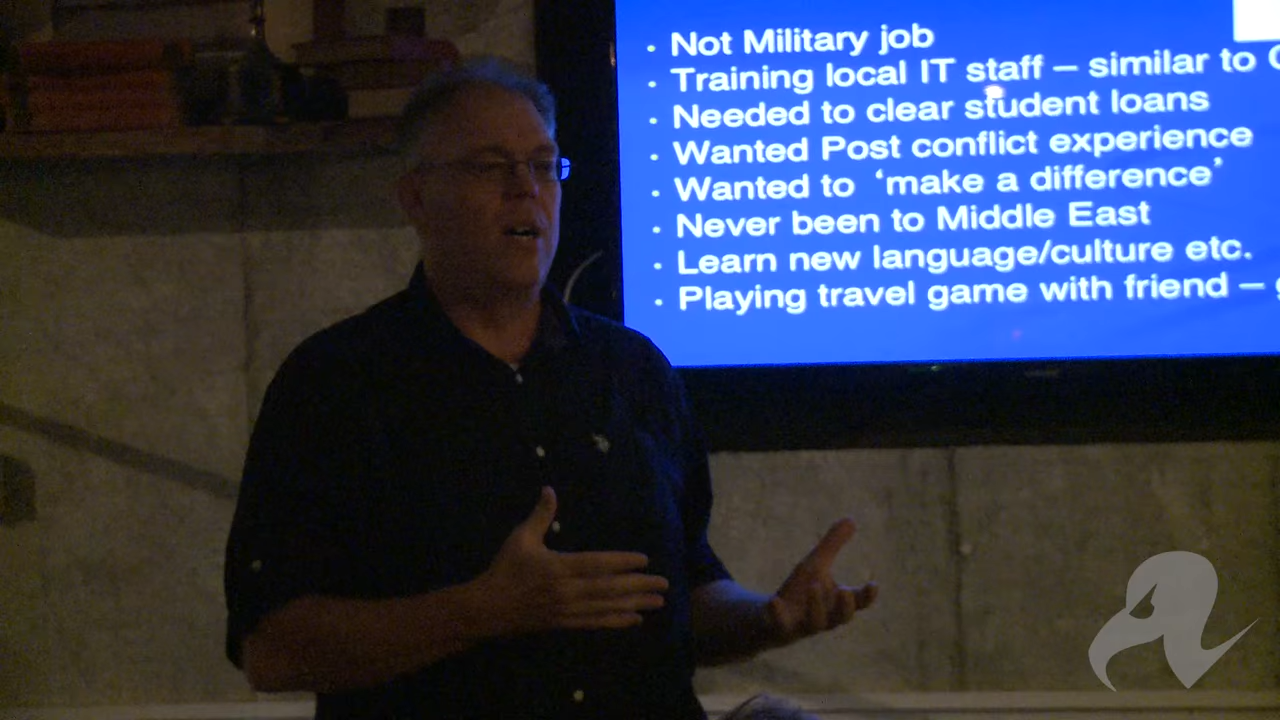 • Not Military job
• Training local IT staff – similar to
• Needed to clear student loans
• Wanted Post conflict experience
• Wanted to ‘make a difference’
• Never been to Middle East
• Learn new language/culture etc.
• Playing travel game with friend –